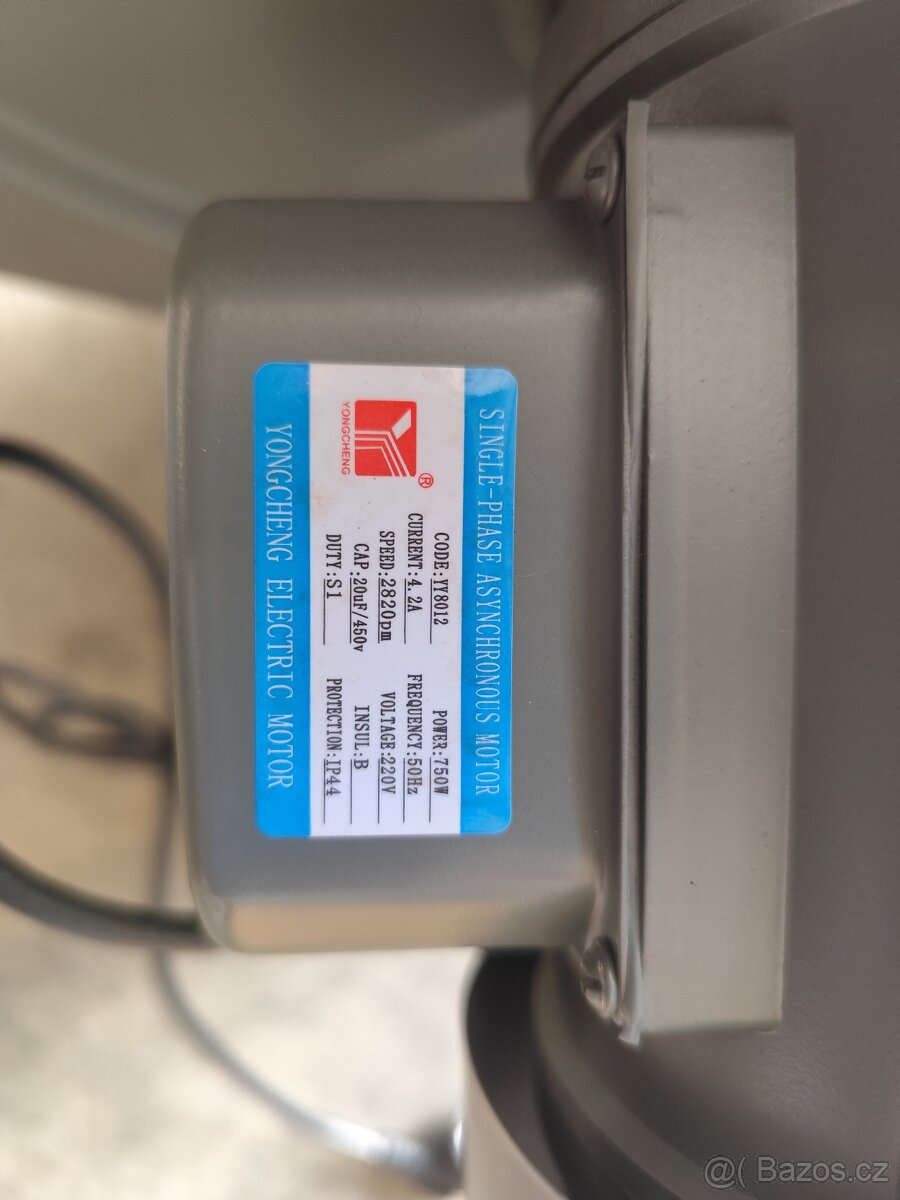 SINGLE-PHASE ASYNCHRONOUS MOTOR
YONGCHENG
®
CODE:YY8012 POWER:750W
CURRENT:4.2A FREQUENCY:50Hz
SPEED:2820pm VOLTAGE:220V
CAP:20uF/450v INSUL:B
DUTY:S1 PROTECTION:IP44
YONGCHENG ELECTRIC MOTOR
@( Bazos.cz